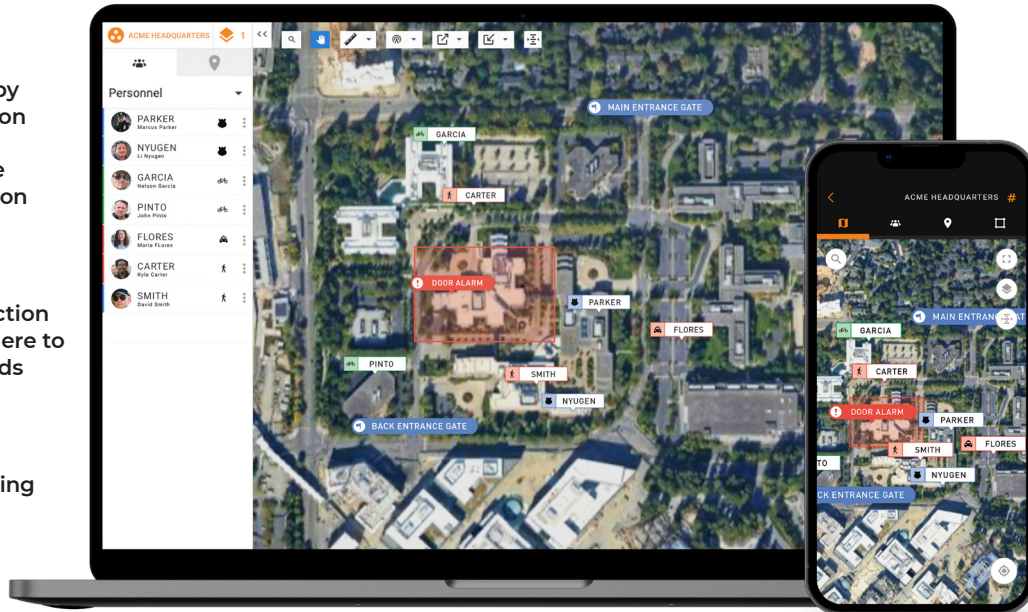 by
on
e
on
ction
ere to
ds
ing
ACME HEADQUARTERS
1
<<
Personnel
PARKER
Marcus Parker
NYUGEN
Li Nyugen
GARCIA
Nelson Garcia
PINTO
John Pinto
FLORES
Maria FLores
CARTER
Kyle Carter
SMITH
David Smith
MAIN ENTRANCE GATE
GARCIA
CARTER
DOOR ALARM
PARKER
FLORES
PINTO
SMITH
NYUGEN
BACK ENTRANCE GATE
ACME HEADQUARTERS #
MAIN ENTRAN
AT
GARCIA
CARTER
DOOR ALARM
PARKER
FLORES
SMITH
TO
NYUGEN
CK ENTRANCE GATE